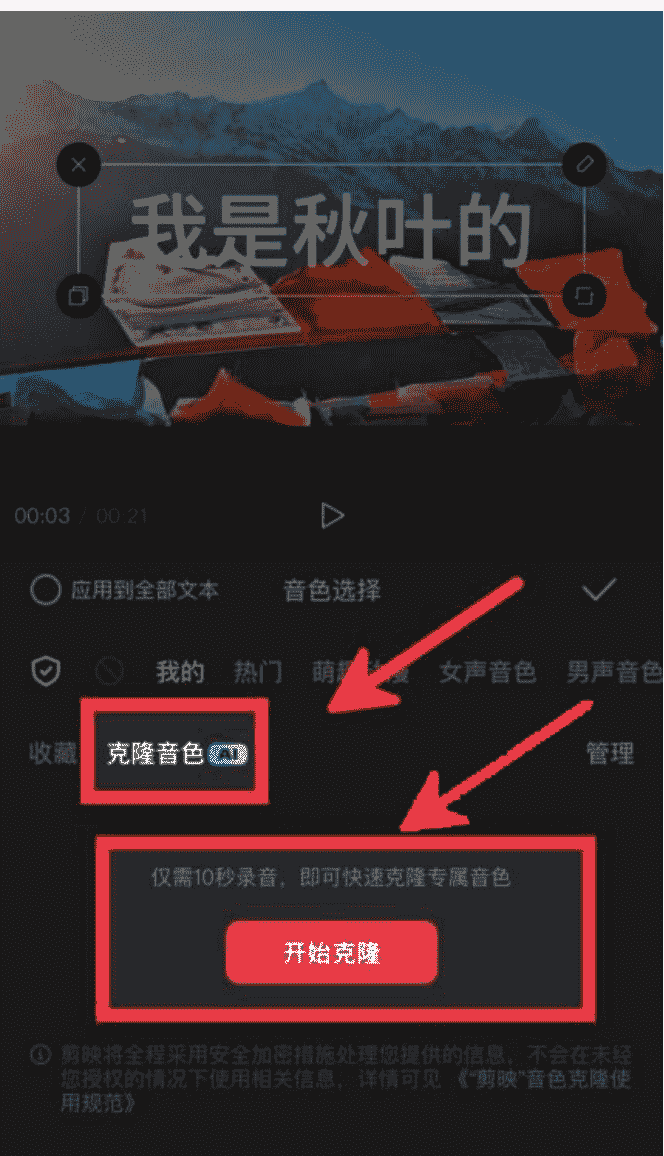 我是秋叶的
00:03 / 00:21
应用到全部文本 音色选择
我的 热门 女声音色 男声音色
收藏 克隆音色 AI 管理
仅需10秒录音，即可快速克隆专属音色
开始克隆
剪映将全程采用安全加密措施处理您提供的信息，不会在未经
您授权的情况下使用相关信息，详情可见《“剪映”音色克隆使
用规范》